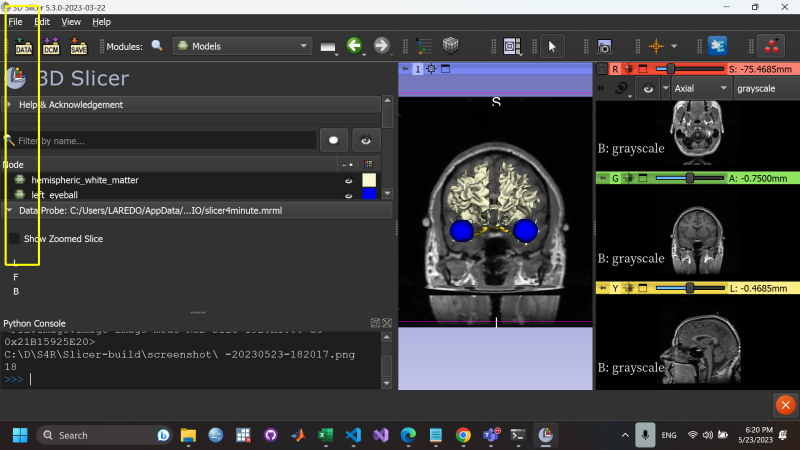 3D Slicer 5.3.0-2023-03-22
File Edit View Help
DATA DCM SAVE Modules: Models
3D Slicer
Help & Acknowledgement
Filter by name...
Node
hemispheric_white_matter
left_eyeball
Data Probe: C:/Users/LAREDO/AppData/...IO/slicer4minute.mrml
Show Zoomed Slice
L
F
B
Python Console
0x21B15925E20>
C:\D\S4R\Slicer-build\screenshot\ -20230523-182017.png
18
>>>
1
S
R S: -75.4685mm
Axial grayscale
B: grayscale
G A: -0.7500mm
B: grayscale
Y L: -0.4685mm
B: grayscale
Search
ENG
6:20 PM
5/23/2023